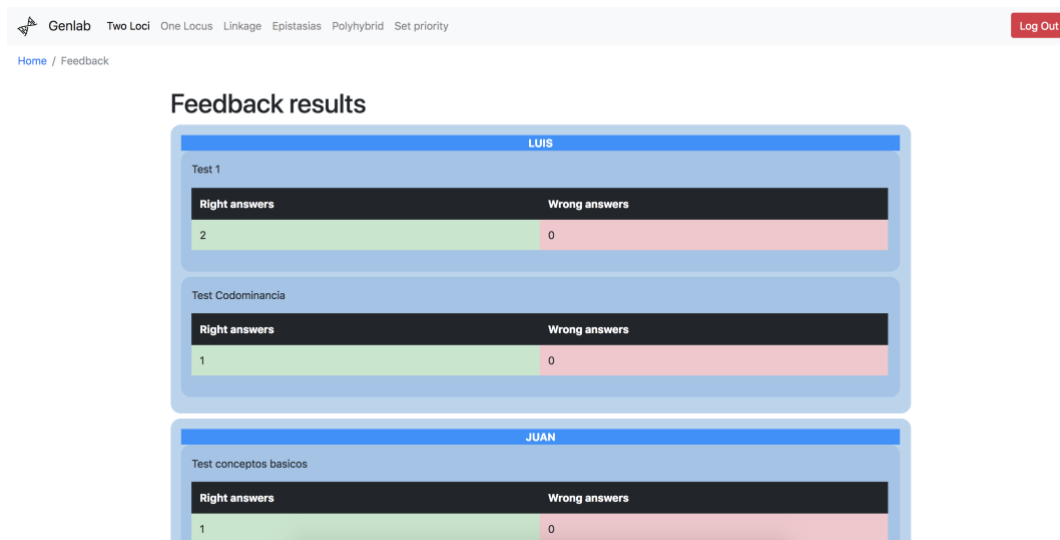 Genlab Two Loci One Locus Linkage Epistasias Polyhybrid Set priority Log Out
Home / Feedback
Feedback results
LUIS
Test 1
Right answers Wrong answers
2 0
Test Codominancia
Right answers Wrong answers
1 0
JUAN
Test conceptos basicos
Right answers Wrong answers
1 0